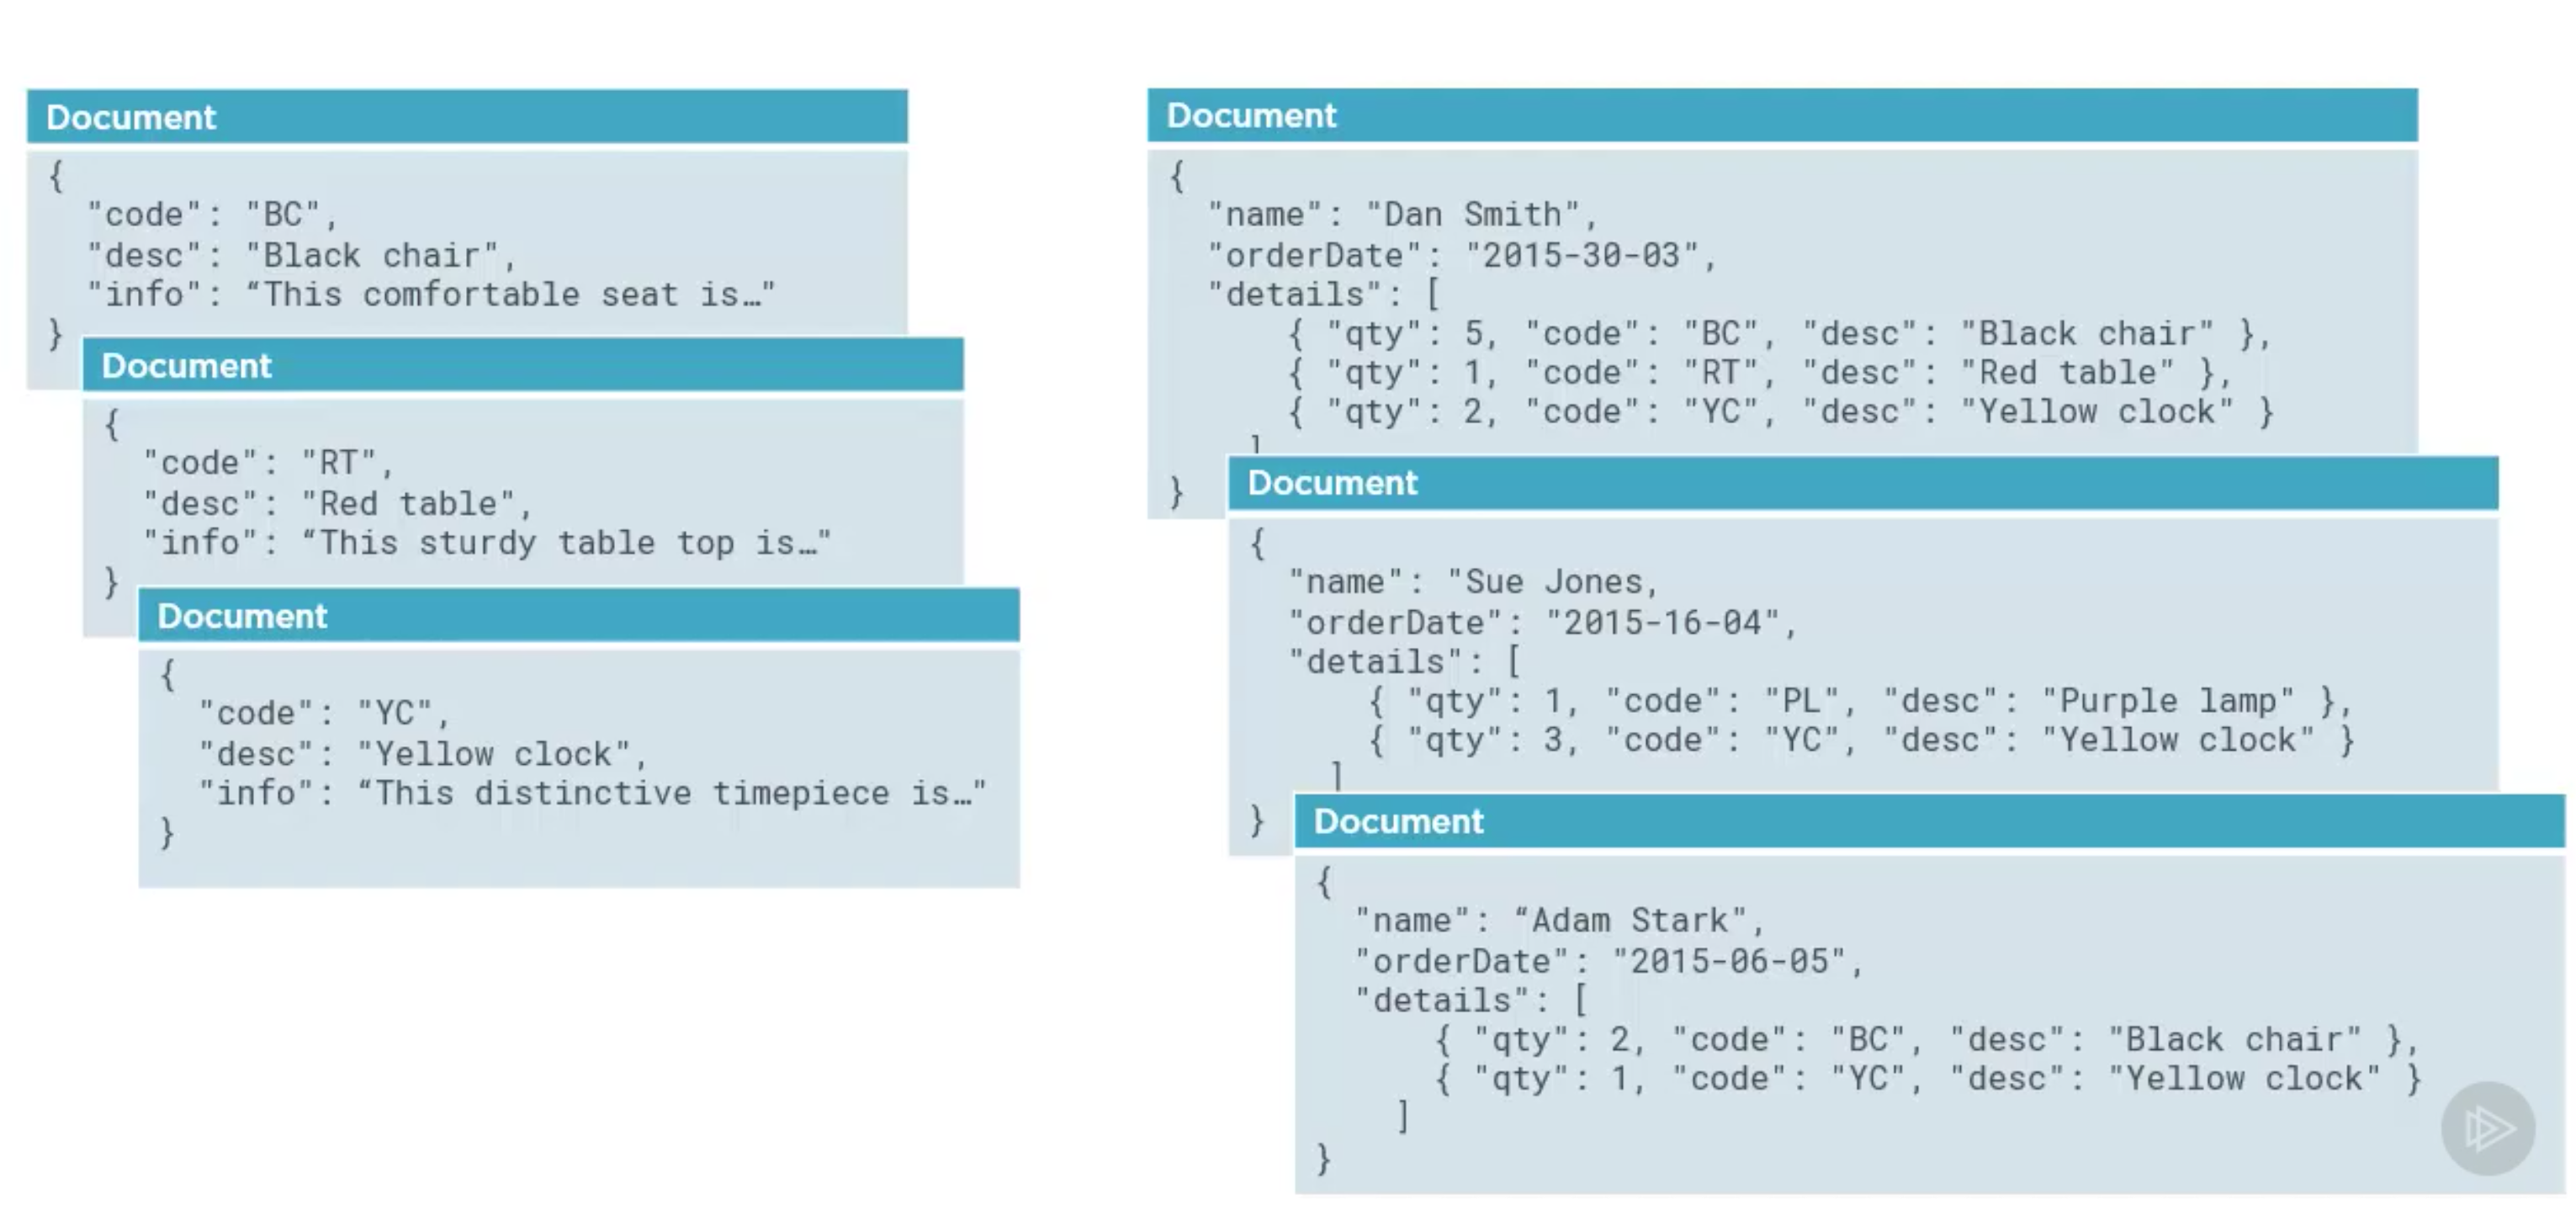 Document
{
"code": "BC",
"desc": "Black chair",
"info": “This comfortable seat is…"
}
Document
{
"code": "RT",
"desc": "Red table",
"info": “This sturdy table top is…"
}
Document
{
"code": "YC",
"desc": "Yellow clock",
"info": “This distinctive timepiece is…"
}
Document
{
"name": "Dan Smith",
"orderDate": "2015-30-03",
"details": [
{ "qty": 5, "code": "BC", "desc": "Black chair" },
{ "qty": 1, "code": "RT", "desc": "Red table" },
{ "qty": 2, "code": "YC", "desc": "Yellow clock" }
]
}
Document
{
"name": "Sue Jones,
"orderDate": "2015-16-04",
"details": [
{ "qty": 1, "code": "PL", "desc": "Purple lamp" },
{ "qty": 3, "code": "YC", "desc": "Yellow clock" }
]
}
Document
{
"name": “Adam Stark",
"orderDate": "2015-06-05",
"details": [
{ "qty": 2, "code": "BC", "desc": "Black chair" },
{ "qty": 1, "code": "YC", "desc": "Yellow clock" }
]
}